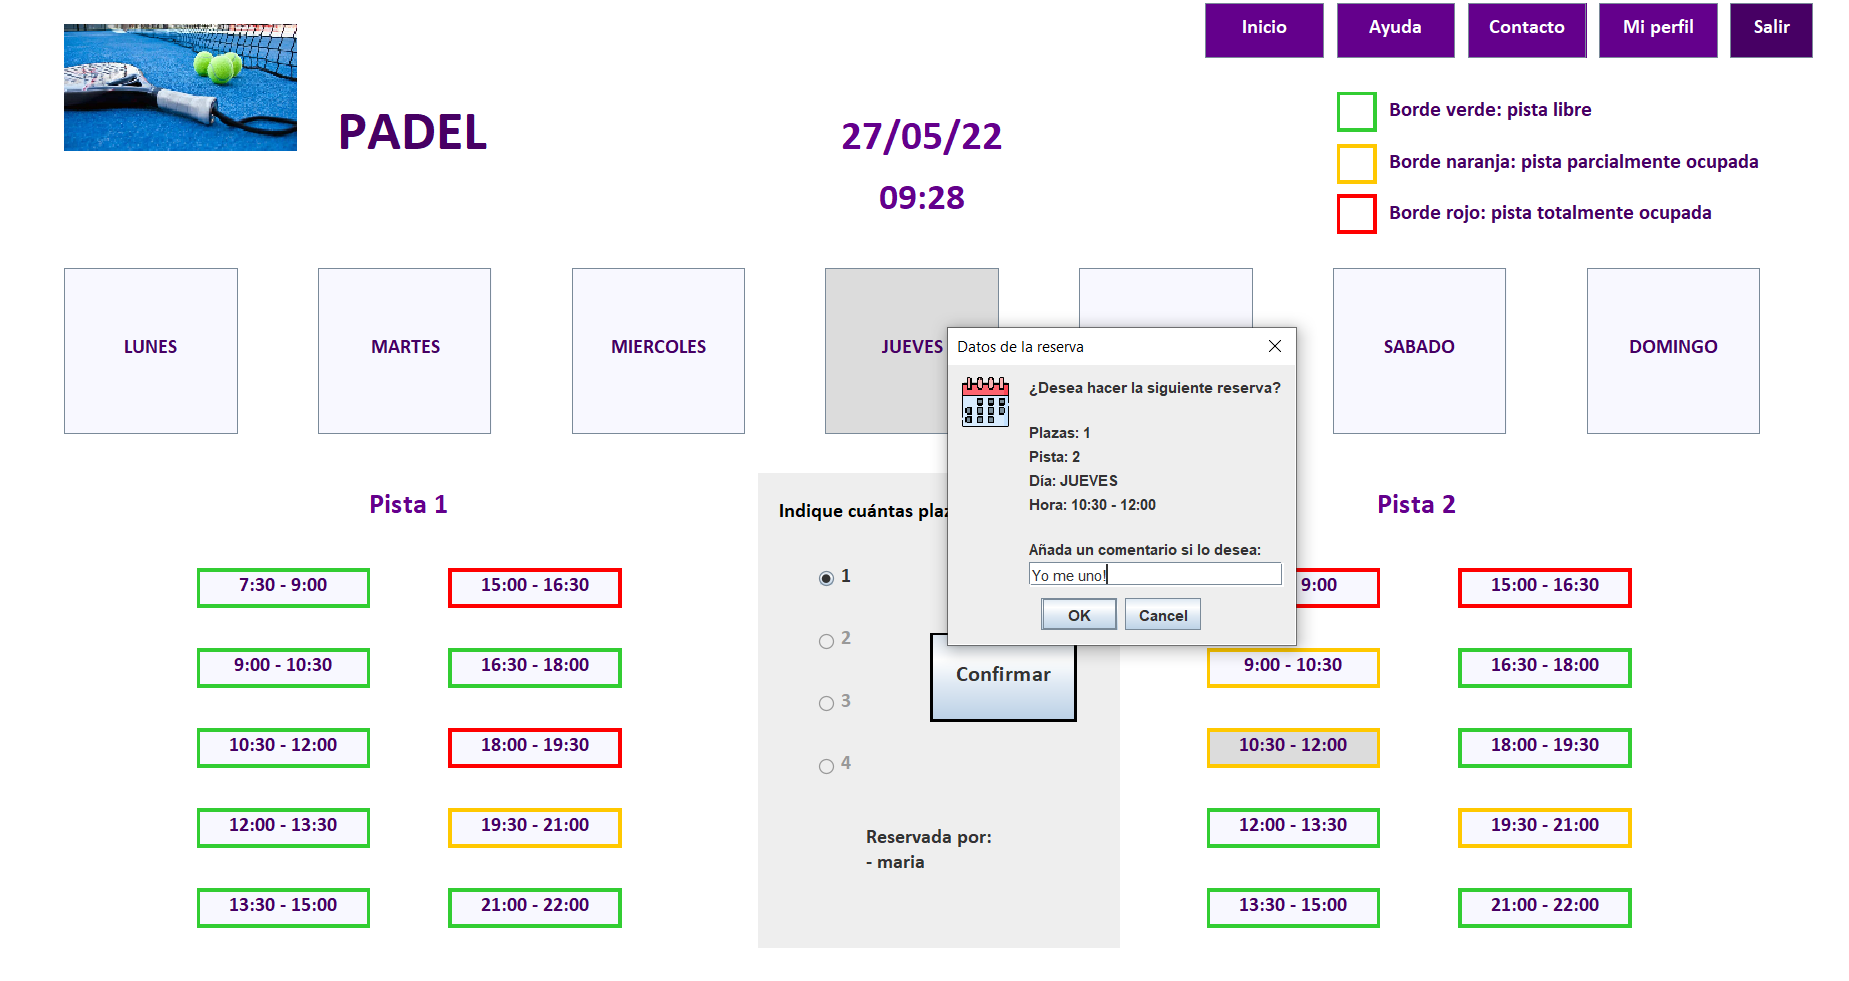 Inicio
Ayuda
Contacto
Mi perfil
Salir
PADEL
27/05/22
09:28
Borde verde: pista libre
Borde naranja: pista parcialmente ocupada
Borde rojo: pista totalmente ocupada
LUNES
MARTES
MIERCOLES
JUEVES
SABADO
DOMINGO
Datos de la reserva
¿Desea hacer la siguiente reserva?
Plazas: 1
Pista: 2
Día: JUEVES
Hora: 10:30 - 12:00
Añada un comentario si lo desea:
Yo me uno!
OK
Cancel
Pista 1
7:30 - 9:00
15:00 - 16:30
9:00 - 10:30
16:30 - 18:00
10:30 - 12:00
18:00 - 19:30
12:00 - 13:30
19:30 - 21:00
13:30 - 15:00
21:00 - 22:00
Indique cuántas
1
2
3
4
Confirmar
Reservada por:
- maria
Pista 2
9:00
15:00 - 16:30
9:00 - 10:30
16:30 - 18:00
10:30 - 12:00
18:00 - 19:30
12:00 - 13:30
19:30 - 21:00
13:30 - 15:00
21:00 - 22:00